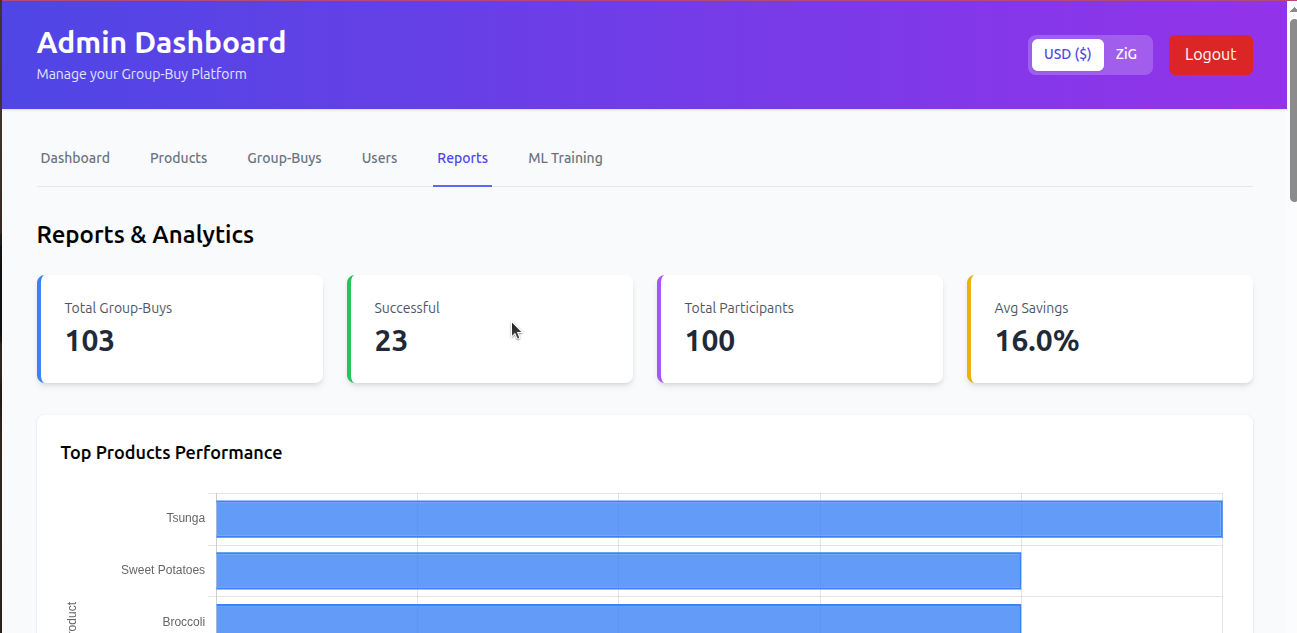 Admin Dashboard
Manage your Group-Buy Platform
USD ($) ZiG Logout
Dashboard Products Group-Buys Users Reports ML Training
Reports & Analytics
Total Group-Buys
103
Successful
23
Total Participants
100
Avg Savings
16.0%
Top Products Performance
Tsunga
Sweet Potatoes
Broccoli